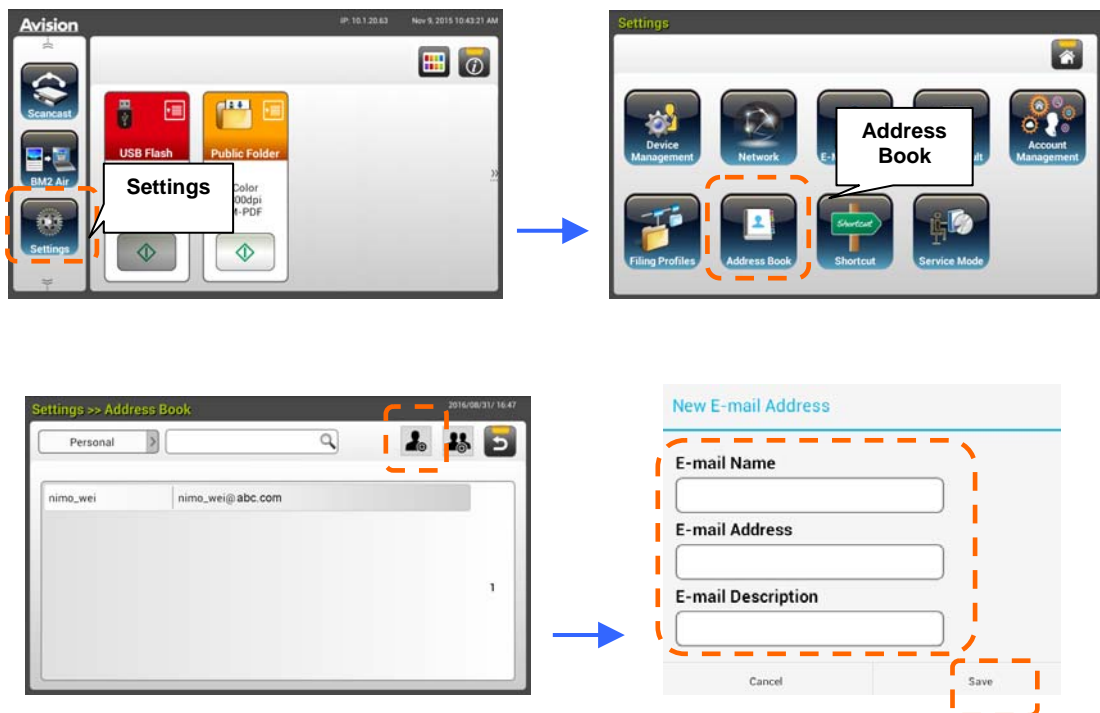 Avision
IP: 10.1.20.63 Nov 9, 2015 10:43:21 AM
Scancast
BM2 Air
Settings
USB Flash
Public Folder
Color
M-PDF
Settings
Settings
Device
Management
Network
Account
Management
Filing Profiles
Address Book
Shortcut
Shortcut
Service Mode
Address
Book
Settings >> Address Book
2016/08/31/ 16:47
Personal
nimo_wei nimo_wei@abc.com
1
New E-mail Address
E-mail Name
E-mail Address
E-mail Description
Cancel Save